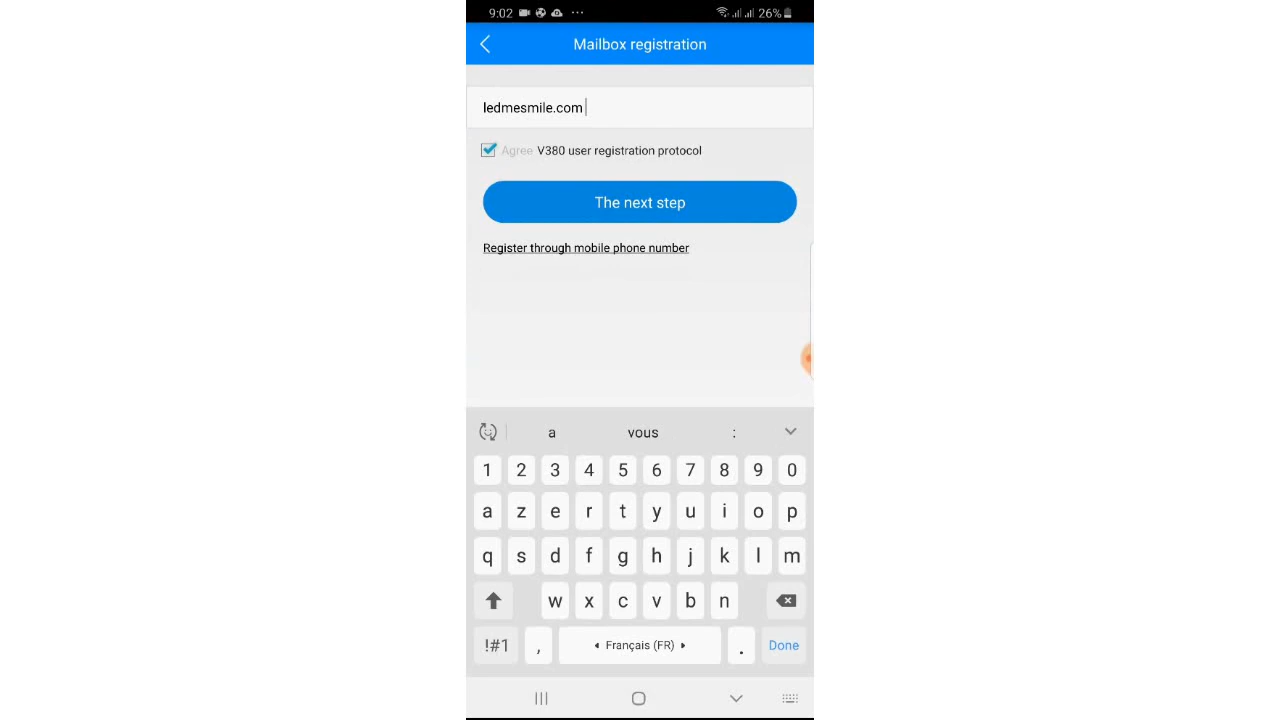 9:02 ··· 26%
Mailbox registration
ledmesmile.com
Agree V380 user registration protocol
The next step
Register through mobile phone number
a vous :
1 2 3 4 5 6 7 8 9 0
a z e r t y u i o p
q s d f g h j k l m
w x c v b n
!#1 , Français (FR) . Done